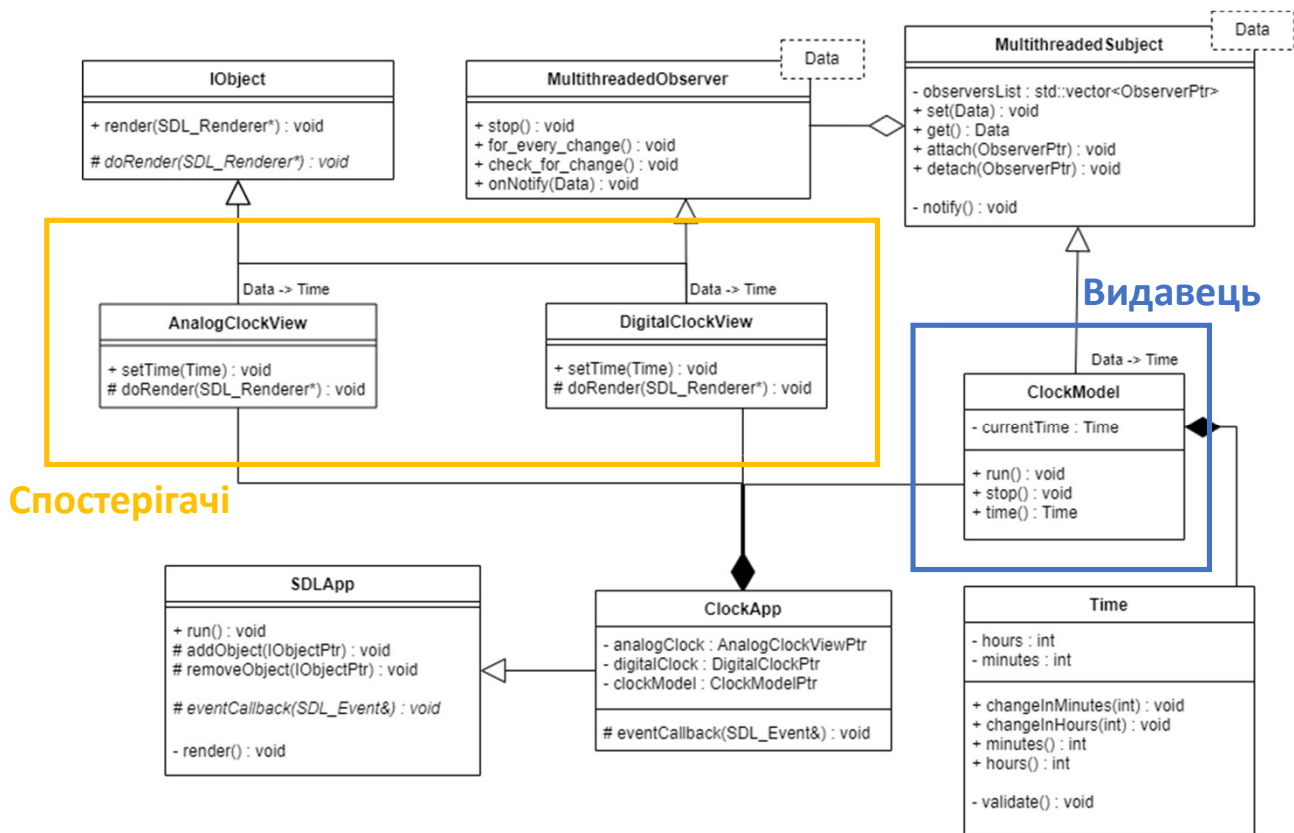 IObject
+ render(SDL_Renderer*) : void
# doRender(SDL_Renderer*) : void
Data
MultithreadedObserver
+ stop() : void
+ for_every_change() : void
+ check_for_change() : void
+ onNotify(Data) : void
Data
MultithreadedSubject
- observersList : std::vector<ObserverPtr>
+ set(Data) : void
+ get() : Data
+ attach(ObserverPtr) : void
+ detach(ObserverPtr) : void
- notify() : void
Data -> Time
AnalogClockView
+ setTime(Time) : void
# doRender(SDL_Renderer*) : void
Data -> Time
DigitalClockView
+ setTime(Time) : void
# doRender(SDL_Renderer*) : void
Спостерігачі
Видавець
Data -> Time
ClockModel
- currentTime : Time
+ run() : void
+ stop() : void
+ time() : Time
SDLApp
+ run() : void
# addObject(IObjectPtr) : void
# removeObject(IObjectPtr) : void
# eventCallback(SDL_Event&) : void
- render() : void
ClockApp
- analogClock : AnalogClockViewPtr
- digitalClock : DigitalClockPtr
- clockModel : ClockModelPtr
# eventCallback(SDL_Event&) : void
Time
- hours : int
- minutes : int
+ changeInMinutes(int) : void
+ changeInHours(int) : void
+ minutes() : int
+ hours() : int
- validate() : void